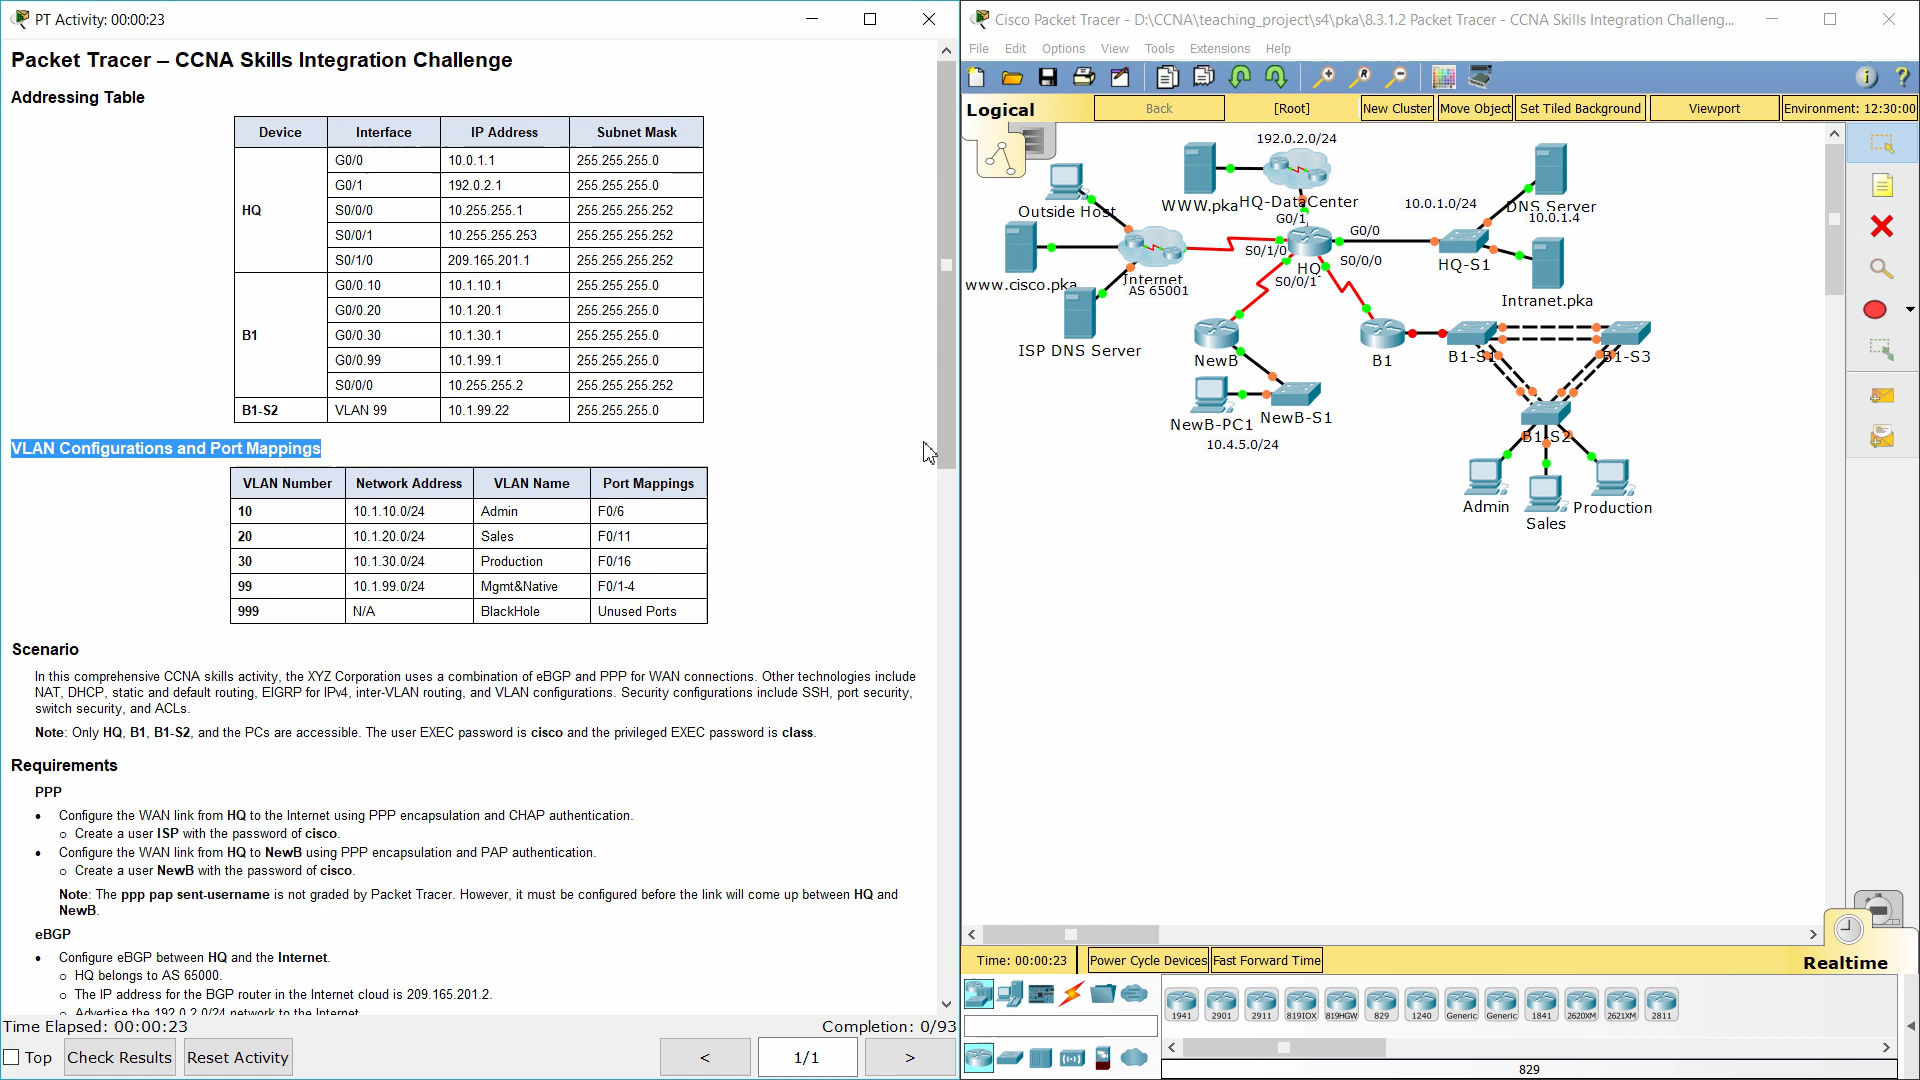 PT Activity: 00:00:23
Packet Tracer – CCNA Skills Integration Challenge
Addressing Table
Device Interface IP Address Subnet Mask
HQ
G0/0 10.0.1.1 255.255.255.0
G0/1 192.0.2.1 255.255.255.0
S0/0/0 10.255.255.1 255.255.255.252
S0/0/1 10.255.255.253 255.255.255.252
S0/1/0 209.165.201.1 255.255.255.252
B1
G0/0.10 10.1.10.1 255.255.255.0
G0/0.20 10.1.20.1 255.255.255.0
G0/0.30 10.1.30.1 255.255.255.0
G0/0.99 10.1.99.1 255.255.255.0
S0/0/0 10.255.255.2 255.255.255.252
B1-S2 VLAN 99 10.1.99.22 255.255.255.0
VLAN Configurations and Port Mappings
VLAN Number Network Address VLAN Name Port Mappings
10 10.1.10.0/24 Admin F0/6
20 10.1.20.0/24 Sales F0/11
30 10.1.30.0/24 Production F0/16
99 10.1.99.0/24 Mgmt&Native F0/1-4
999 N/A BlackHole Unused Ports
Scenario
In this comprehensive CCNA skills activity, the XYZ Corporation uses a combination of eBGP and PPP for WAN connections. Other technologies include
NAT, DHCP, static and default routing, EIGRP for IPv4, inter-VLAN routing, and VLAN configurations. Security configurations include SSH, port security,
switch security, and ACLs.
Note: Only HQ, B1, B1-S2, and the PCs are accessible. The user EXEC password is cisco and the privileged EXEC password is class.
Requirements
PPP
• Configure the WAN link from HQ to the Internet using PPP encapsulation and CHAP authentication.
o Create a user ISP with the password of cisco.
• Configure the WAN link from HQ to NewB using PPP encapsulation and PAP authentication.
o Create a user NewB with the password of cisco.
Note: The ppp pap sent-username is not graded by Packet Tracer. However, it must be configured before the link will come up between HQ and
NewB.
eBGP
• Configure eBGP between HQ and the Internet.
o HQ belongs to AS 65000.
o The IP address for the BGP router in the Internet cloud is 209.165.201.2.
o Advertise the 192.0.2.0/24 network to the Internet.
Time Elapsed: 00:00:23
Completion: 0/93
Top
Check Results
Reset Activity
<
1/1
>
Cisco Packet Tracer - D:\CCNA\teaching_project\s4\pka\8.3.1.2 Packet Tracer - CCNA Skills Integration Challeng...
File Edit Options View Tools Extensions Help
Logical
Back
[Root]
New Cluster
Move Object
Set Tiled Background
Viewport
Environment: 12:30:00
192.0.2.0/24
Outside Host
WWW.pka
HQ-DataCenter
G0/1
10.0.1.0/24
DNS Server
10.0.1.4
G0/0
S0/1/0
HQ
S0/0/0
HQ-S1
www.cisco.pka
Internet
AS 65001
S0/0/1
Intranet.pka
ISP DNS Server
NewB
B1
B1-S1
B1-S3
NewB-PC1
NewB-S1
10.4.5.0/24
B1-S2
Admin
Sales
Production
Time: 00:00:23
Power Cycle Devices
Fast Forward Time
Realtime
1941 2901 2911 819IOX 819HGW 829 1240 Generic Generic 1841 2620XM 2621XM 2811
829